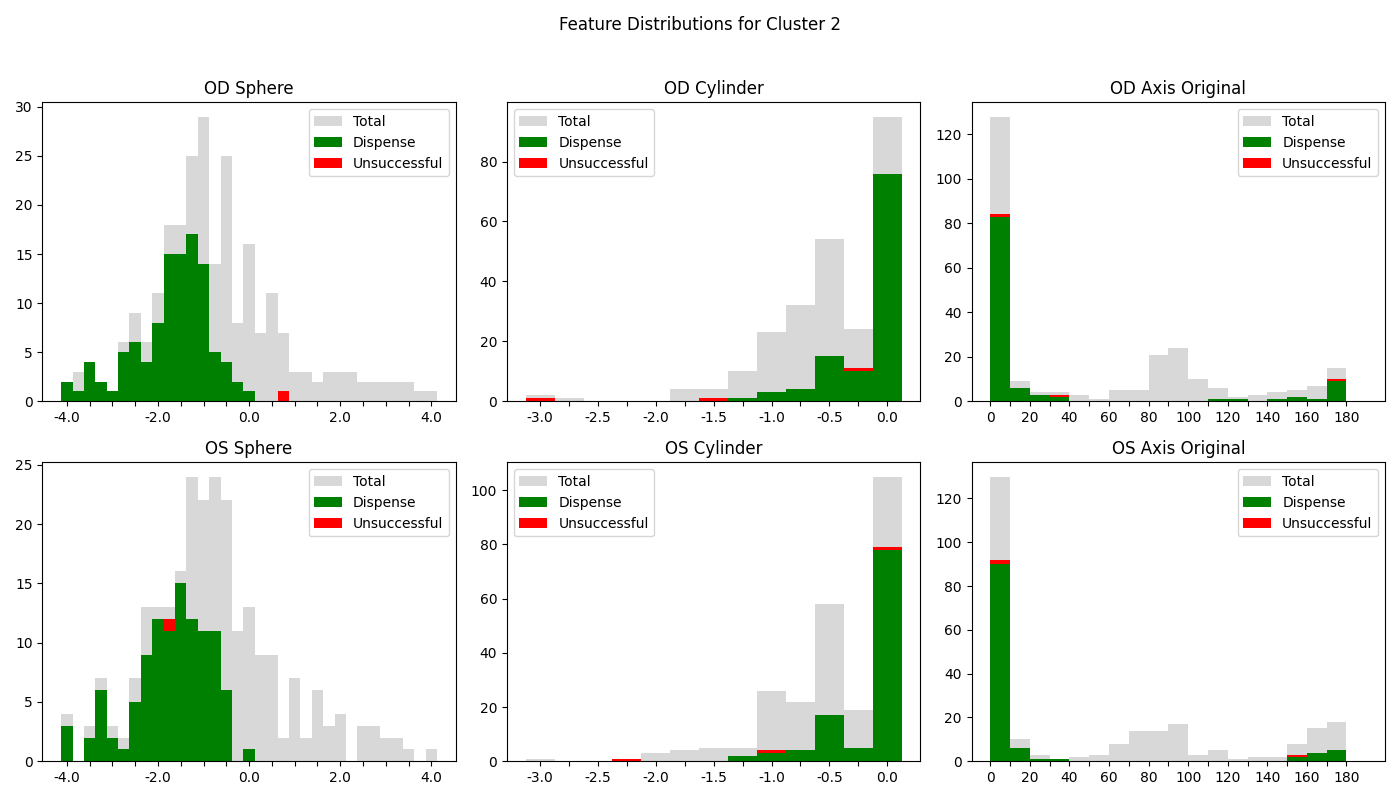 Feature Distributions for Cluster 2
OD Sphere
30
25
20
15
10
5
0
-4.0 -2.0 0.0 2.0 4.0
Total
Dispense
Unsuccessful
OD Cylinder
80
60
40
20
0
-3.0 -2.5 -2.0 -1.5 -1.0 -0.5 0.0
Total
Dispense
Unsuccessful
OD Axis Original
120
100
80
60
40
20
0
0 20 40 60 80 100 120 140 160 180
Total
Dispense
Unsuccessful
OS Sphere
25
20
15
10
5
0
-4.0 -2.0 0.0 2.0 4.0
Total
Dispense
Unsuccessful
OS Cylinder
100
80
60
40
20
0
-3.0 -2.5 -2.0 -1.5 -1.0 -0.5 0.0
Total
Dispense
Unsuccessful
OS Axis Original
120
100
80
60
40
20
0
0 20 40 60 80 100 120 140 160 180
Total
Dispense
Unsuccessful